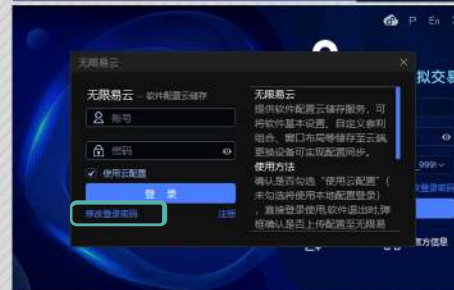 P En
无限易云
拟交易
无限易云 -- 软件配置云储存
账号
密码
使用云配置
登 录
修改登录密码
注册
无限易云
提供软件配置云储存服务，可
将软件基本设置、自定义套利
组合、窗口布局等储存至云端,
更换设备可实现配置同步。
使用方法
确认是否勾选“使用云配置”（
未勾选将使用本地配置登录）
，直接登录使用,软件退出时,弹
框确认是否上传配置至无限易
官方信息